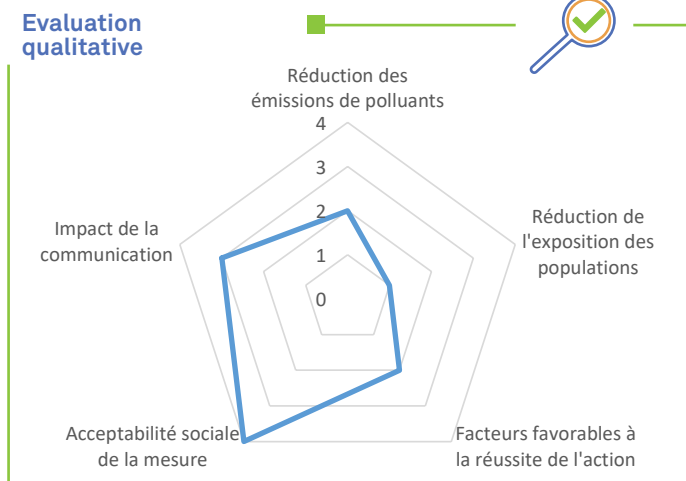 Evaluation
qualitative
Réduction des
émissions de polluants
4
3
2
1
0
Réduction de
l'exposition des
populations
Facteurs favorables à
la réussite de l'action
Acceptabilité sociale
de la mesure
Impact de la
communication